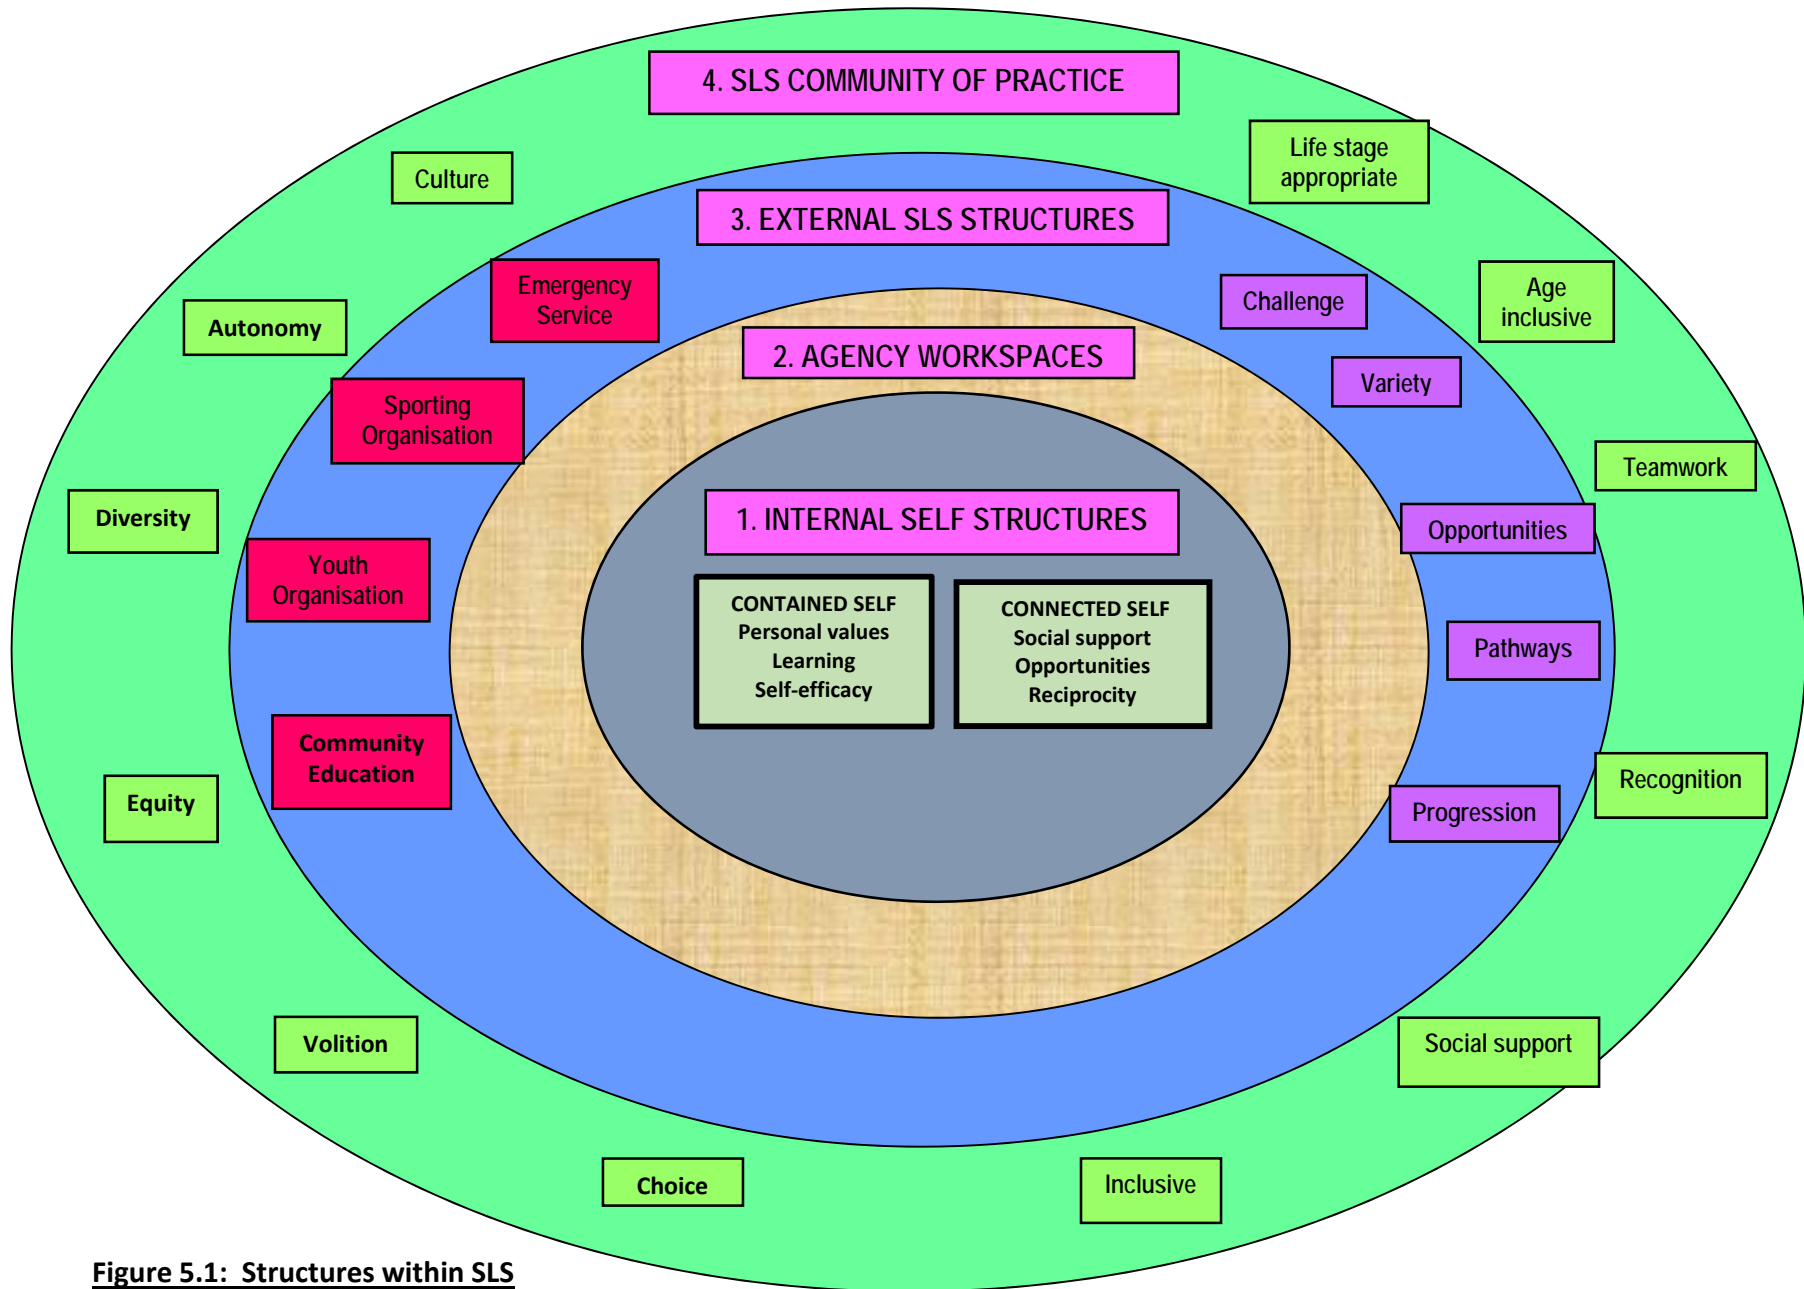 4. SLS COMMUNITY OF PRACTICE
Life stage
appropriate
Culture
3. EXTERNAL SLS STRUCTURES
Emergency
Service
Challenge
Age
inclusive
Autonomy
2. AGENCY WORKSPACES
Variety
Sporting
Organisation
Teamwork
Diversity
1. INTERNAL SELF STRUCTURES
Opportunities
Youth
Organisation
CONTAINED SELF
Personal values
Learning
Self-efficacy
CONNECTED SELF
Social support
Opportunities
Reciprocity
Pathways
Community
Education
Equity
Progression
Recognition
Volition
Social support
Choice
Inclusive
Figure 5.1: Structures within SLS